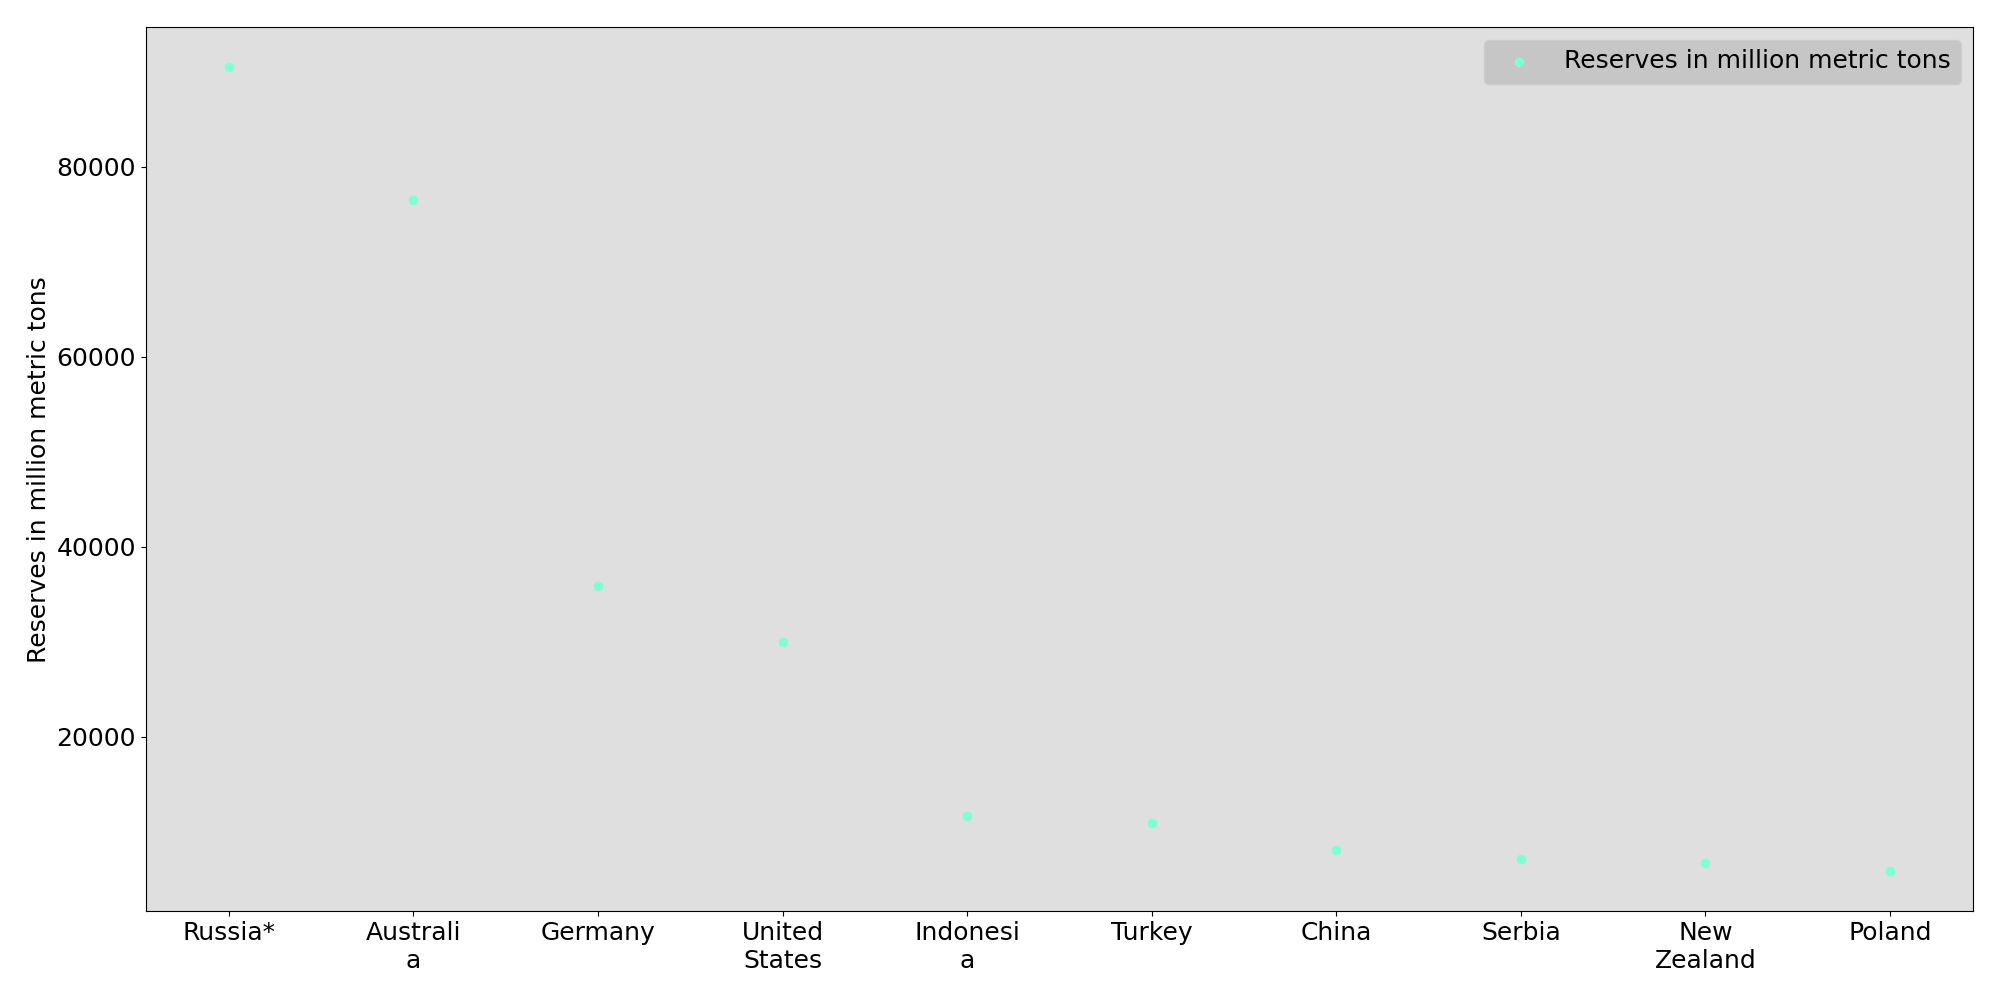 Reserves in million metric tons
Reserves in million metric tons
80000
60000
40000
20000
Russia*
Australi
a
Germany
United
States
Indonesi
a
Turkey
China
Serbia
New
Zealand
Poland